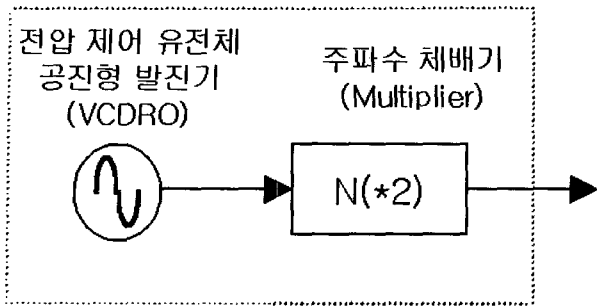 전압 제어 유전체
공진형 발진기
(VCDRO)
주파수 체배기
(Multiplier)
N(*2)